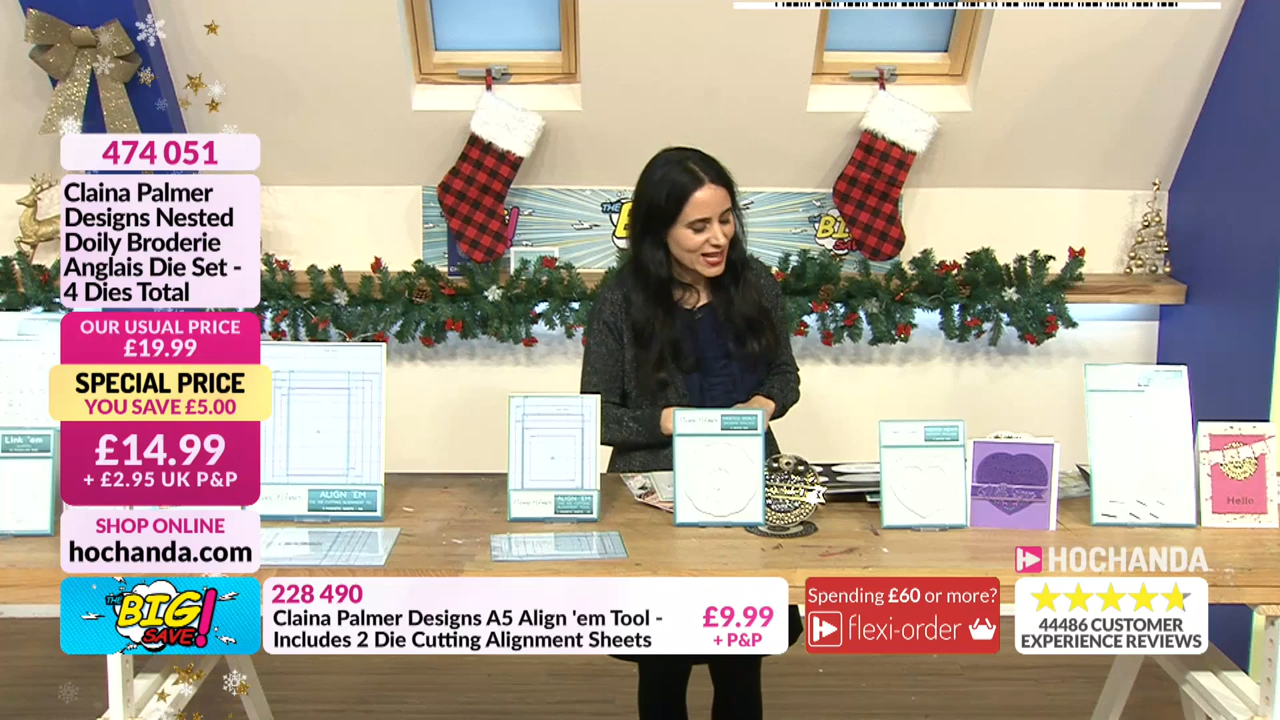 474 051
Claina Palmer
Designs Nested
Doily Broderie
Anglais Die Set -
4 Dies Total
OUR USUAL PRICE
£19.99
SPECIAL PRICE
YOU SAVE £5.00
£14.99
+ £2.95 UK P&P
SHOP ONLINE
hochanda.com
THE
BIG
SAVE!
228 490
Claina Palmer Designs A5 Align 'em Tool -
Includes 2 Die Cutting Alignment Sheets
£9.99
+ P&P
Spending £60 or more?
flexi-order
HOCHANDA
44486 CUSTOMER
EXPERIENCE REVIEWS
Link 'em
ALIGN 'EM
ALIGN 'EM
Hello
THE
BIG